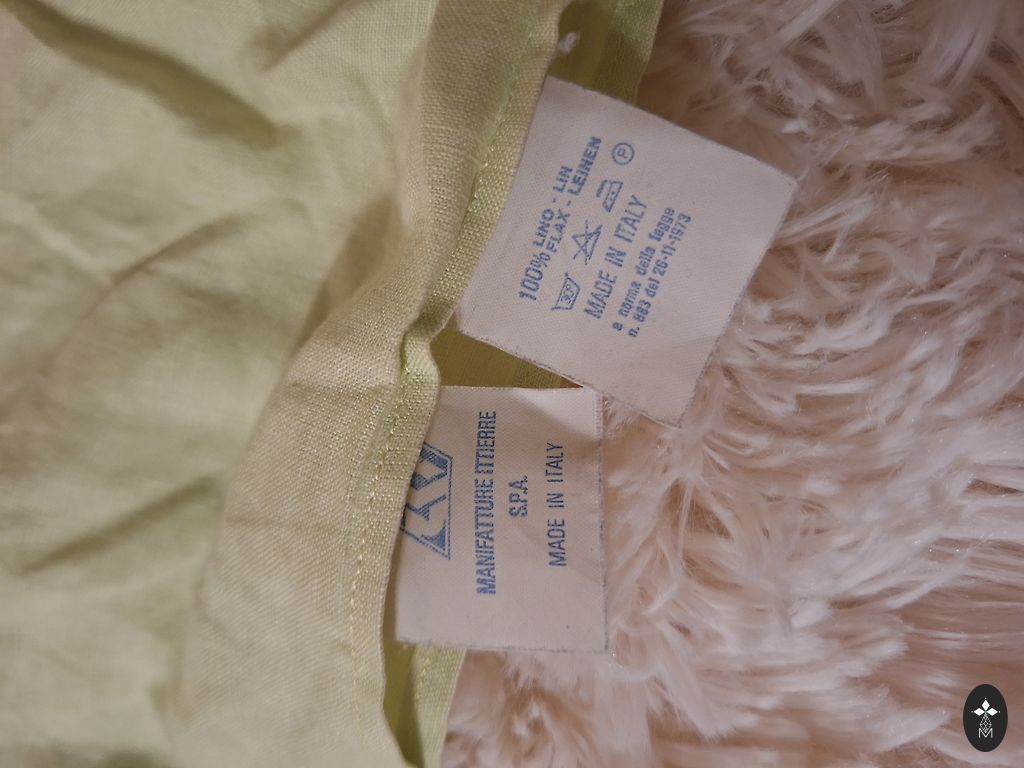 100% LINO - LIN
FLAX - LEINEN
30° P
MADE IN ITALY
a norma della legge
n. 883 del 26-11-1973
MANIFATTURE ITTIERRE
S.P.A.
MADE IN ITALY
M